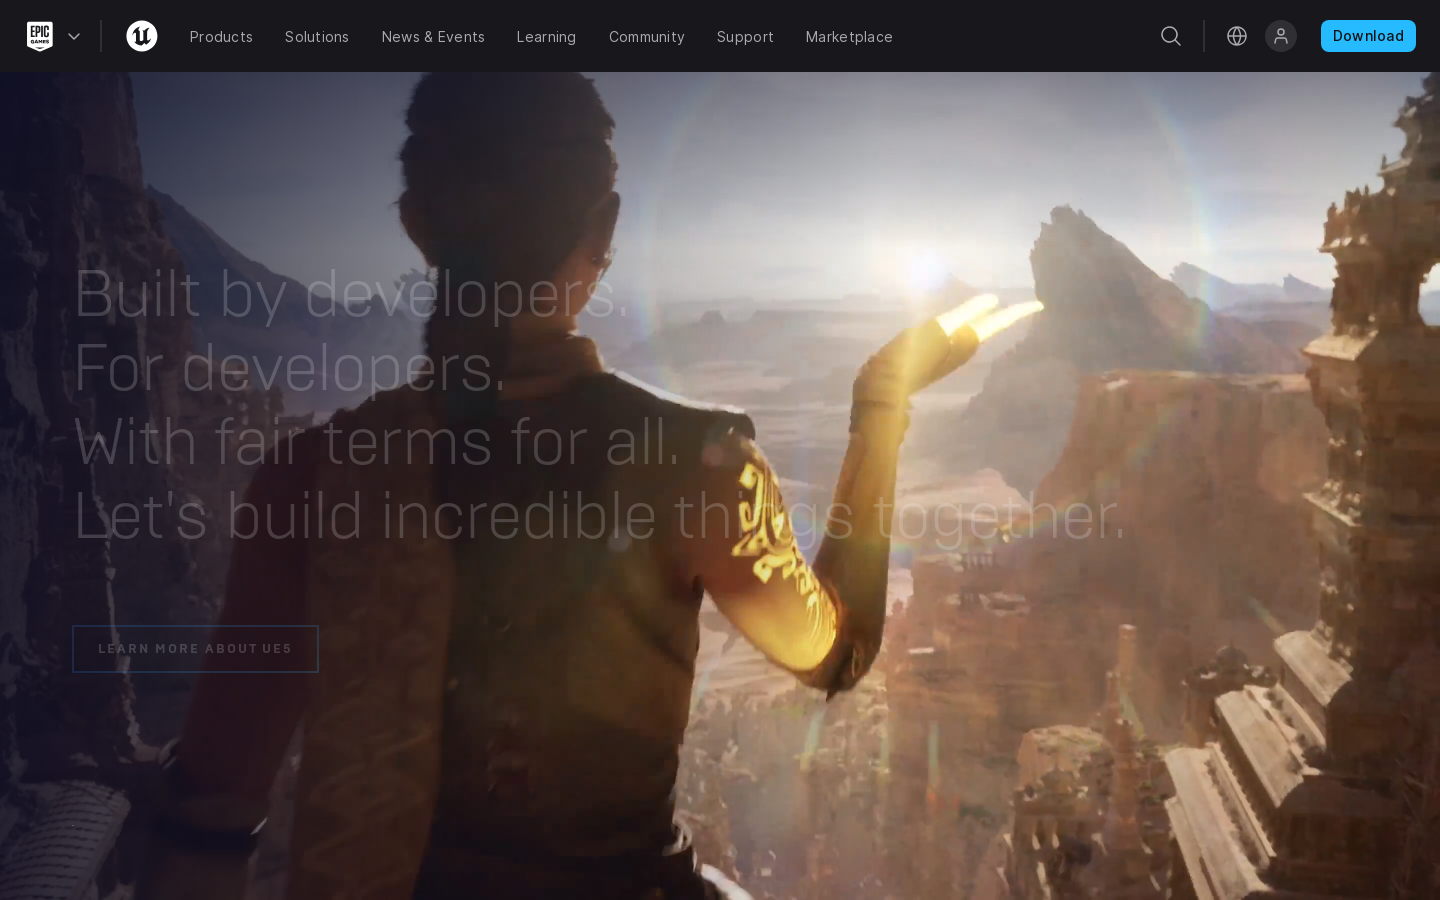 EPIC GAMES
Products
Solutions
News & Events
Learning
Community
Support
Marketplace
Download
Built by developers.
For developers.
With fair terms for all.
Let's build incredible things together.
LEARN MORE ABOUT UE5